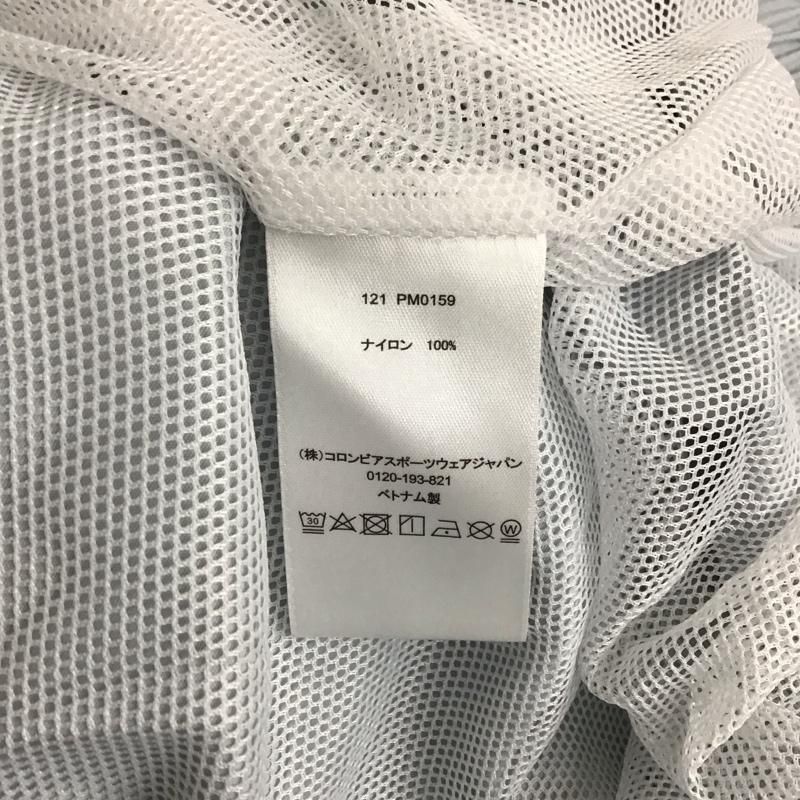 121 PM0159
ナイロン 100%
(株)コロンビアスポーツウェアジャパン
0120-193-821
ベトナム製
30 W